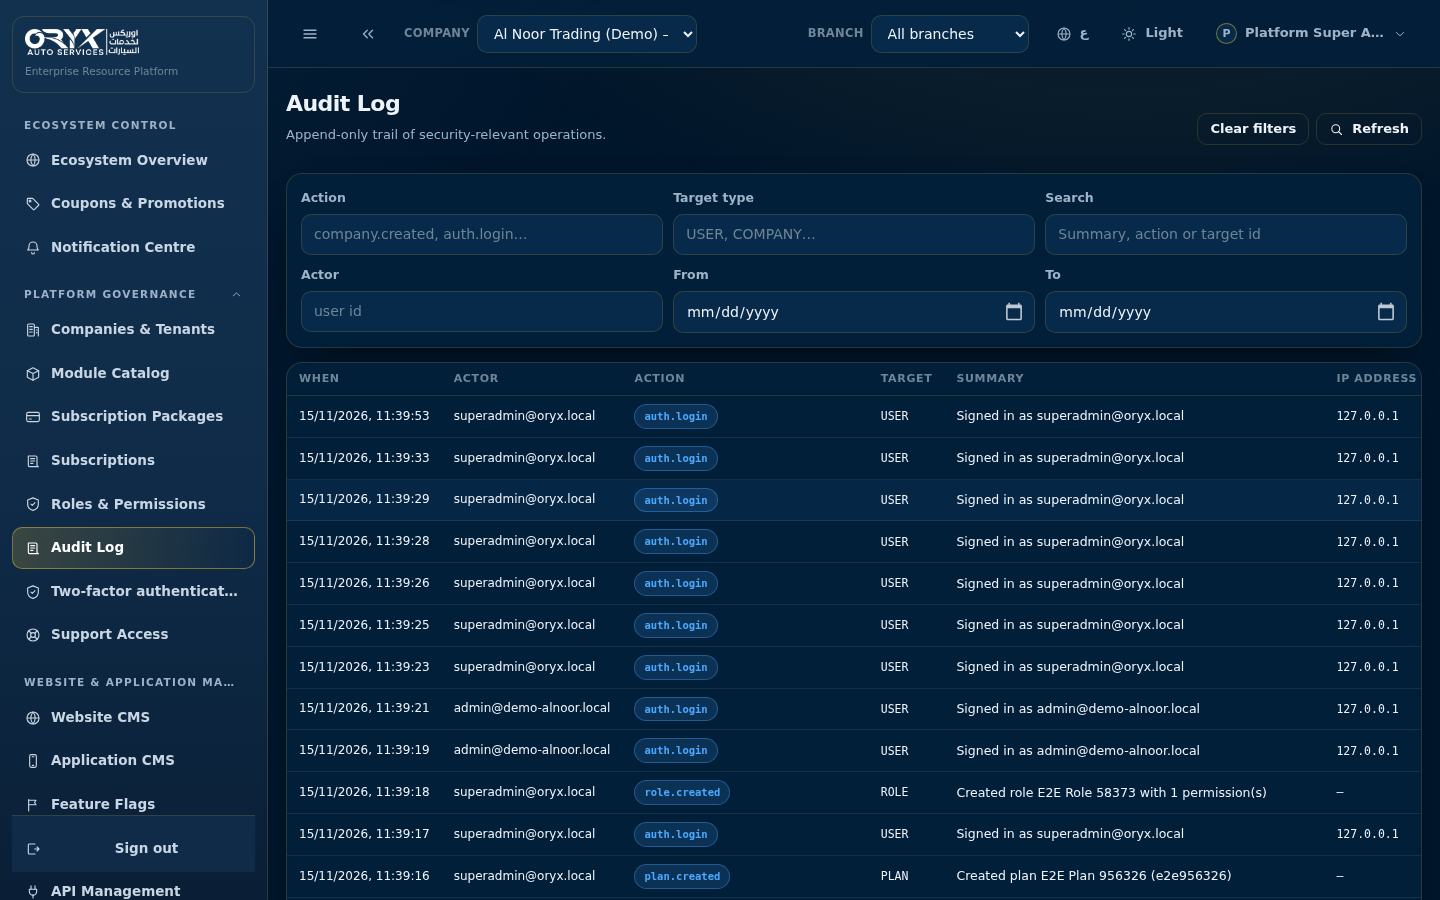 ORYX
اوريكس
لخدمات
السيارات
AUTO SERVICES
Enterprise Resource Platform
ECOSYSTEM CONTROL
Ecosystem Overview
Coupons & Promotions
Notification Centre
PLATFORM GOVERNANCE
Companies & Tenants
Module Catalog
Subscription Packages
Subscriptions
Roles & Permissions
Audit Log
Two-factor authenticat...
Support Access
WEBSITE & APPLICATION MA...
Website CMS
Application CMS
Feature Flags
Sign out
API Management
COMPANY
Al Noor Trading (Demo) –
BRANCH
All branches
ع
Light
P
Platform Super A...
Audit Log
Append-only trail of security-relevant operations.
Clear filters
Refresh
Action
Target type
Search
company.created, auth.login...
USER, COMPANY...
Summary, action or target id
Actor
From
To
user id
mm/dd/yyyy
mm/dd/yyyy
WHEN ACTOR ACTION TARGET SUMMARY IP ADDRESS
15/11/2026, 11:39:53 superadmin@oryx.local auth.login USER Signed in as superadmin@oryx.local 127.0.0.1
15/11/2026, 11:39:33 superadmin@oryx.local auth.login USER Signed in as superadmin@oryx.local 127.0.0.1
15/11/2026, 11:39:29 superadmin@oryx.local auth.login USER Signed in as superadmin@oryx.local 127.0.0.1
15/11/2026, 11:39:28 superadmin@oryx.local auth.login USER Signed in as superadmin@oryx.local 127.0.0.1
15/11/2026, 11:39:26 superadmin@oryx.local auth.login USER Signed in as superadmin@oryx.local 127.0.0.1
15/11/2026, 11:39:25 superadmin@oryx.local auth.login USER Signed in as superadmin@oryx.local 127.0.0.1
15/11/2026, 11:39:23 superadmin@oryx.local auth.login USER Signed in as superadmin@oryx.local 127.0.0.1
15/11/2026, 11:39:21 admin@demo-alnoor.local auth.login USER Signed in as admin@demo-alnoor.local 127.0.0.1
15/11/2026, 11:39:19 admin@demo-alnoor.local auth.login USER Signed in as admin@demo-alnoor.local 127.0.0.1
15/11/2026, 11:39:18 superadmin@oryx.local role.created ROLE Created role E2E Role 58373 with 1 permission(s) —
15/11/2026, 11:39:17 superadmin@oryx.local auth.login USER Signed in as superadmin@oryx.local 127.0.0.1
15/11/2026, 11:39:16 superadmin@oryx.local plan.created PLAN Created plan E2E Plan 956326 (e2e956326) —